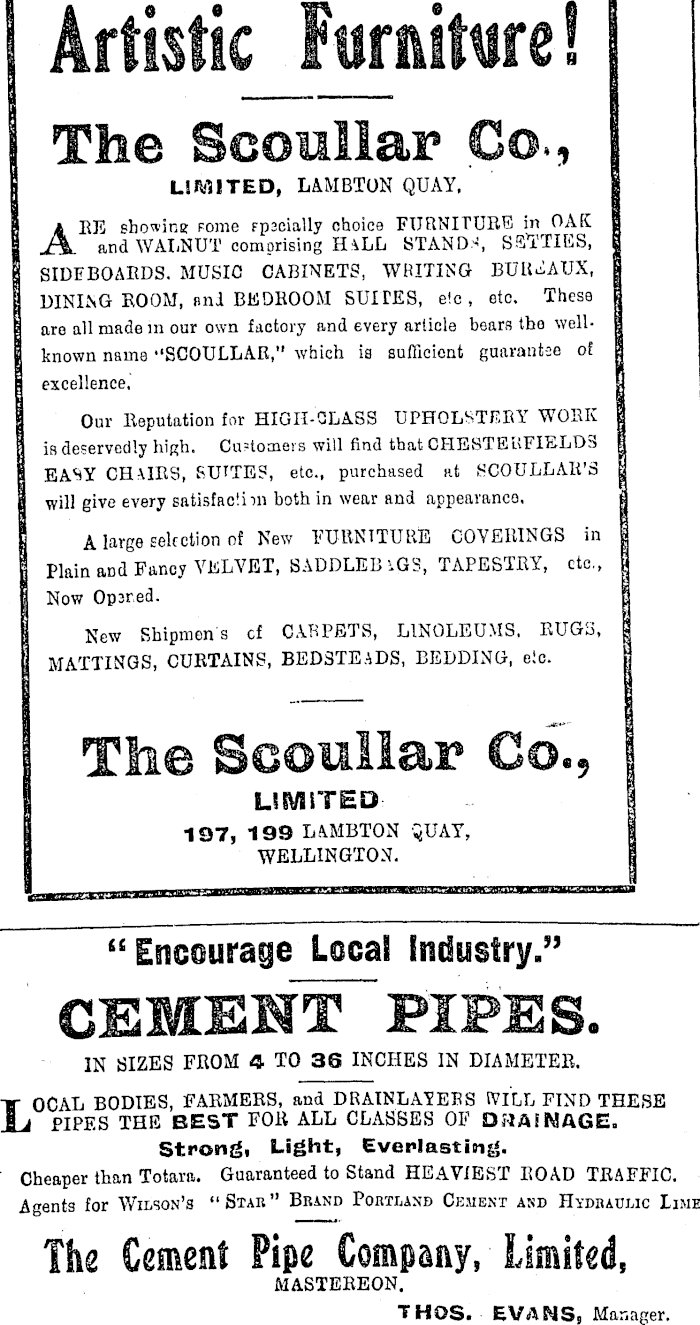 Artistic Furniture!
The Scoullar Co.,
LIMITED, LAMBTON QUAY,
ARE showing some specially choice FURNITURE in OAK
and WALNUT comprising HALL STANDS, SETTIES,
SIDEBOARDS, MUSIC CABINETS, WRITING BUREAUX,
DINING ROOM, and BEDROOM SUITES, etc, etc. These
are all made in our own factory and every article bears the well-
known name "SCOULLAR," which is sufficient guarantee of
excellence.
Our Reputation for HIGH-CLASS UPHOLSTERY WORK
is deservedly high. Customers will find that CHESTERFIELDS
EASY CHAIRS, SUITES, etc., purchased at SCOULLAR'S
will give every satisfaction both in wear and appearance.
A large selection of New FURNITURE COVERINGS in
Plain and Fancy VELVET, SADDLEBAGS, TAPESTRY, etc.,
Now Opened.
New Shipmen's of CARPETS, LINOLEUMS, RUGS,
MATTINGS, CURTAINS, BEDSTEADS, BEDDING, etc.
The Scoullar Co.,
LIMITED
197, 199 LAMBTON QUAY,
WELLINGTON.
"Encourage Local Industry."
CEMENT PIPES.
IN SIZES FROM 4 TO 36 INCHES IN DIAMETER.
LOCAL BODIES, FARMERS, and DRAINLAYERS WILL FIND THESE
PIPES THE BEST FOR ALL CLASSES OF DRAINAGE.
Strong, Light, Everlasting.
Cheaper than Totara. Guaranteed to Stand HEAVIEST ROAD TRAFFIC.
Agents for WILSON'S "STAR" BRAND PORTLAND CEMENT AND HYDRAULIC LIME
The Cement Pipe Company, Limited,
MASTERTON.
THOS. EVANS, Manager.